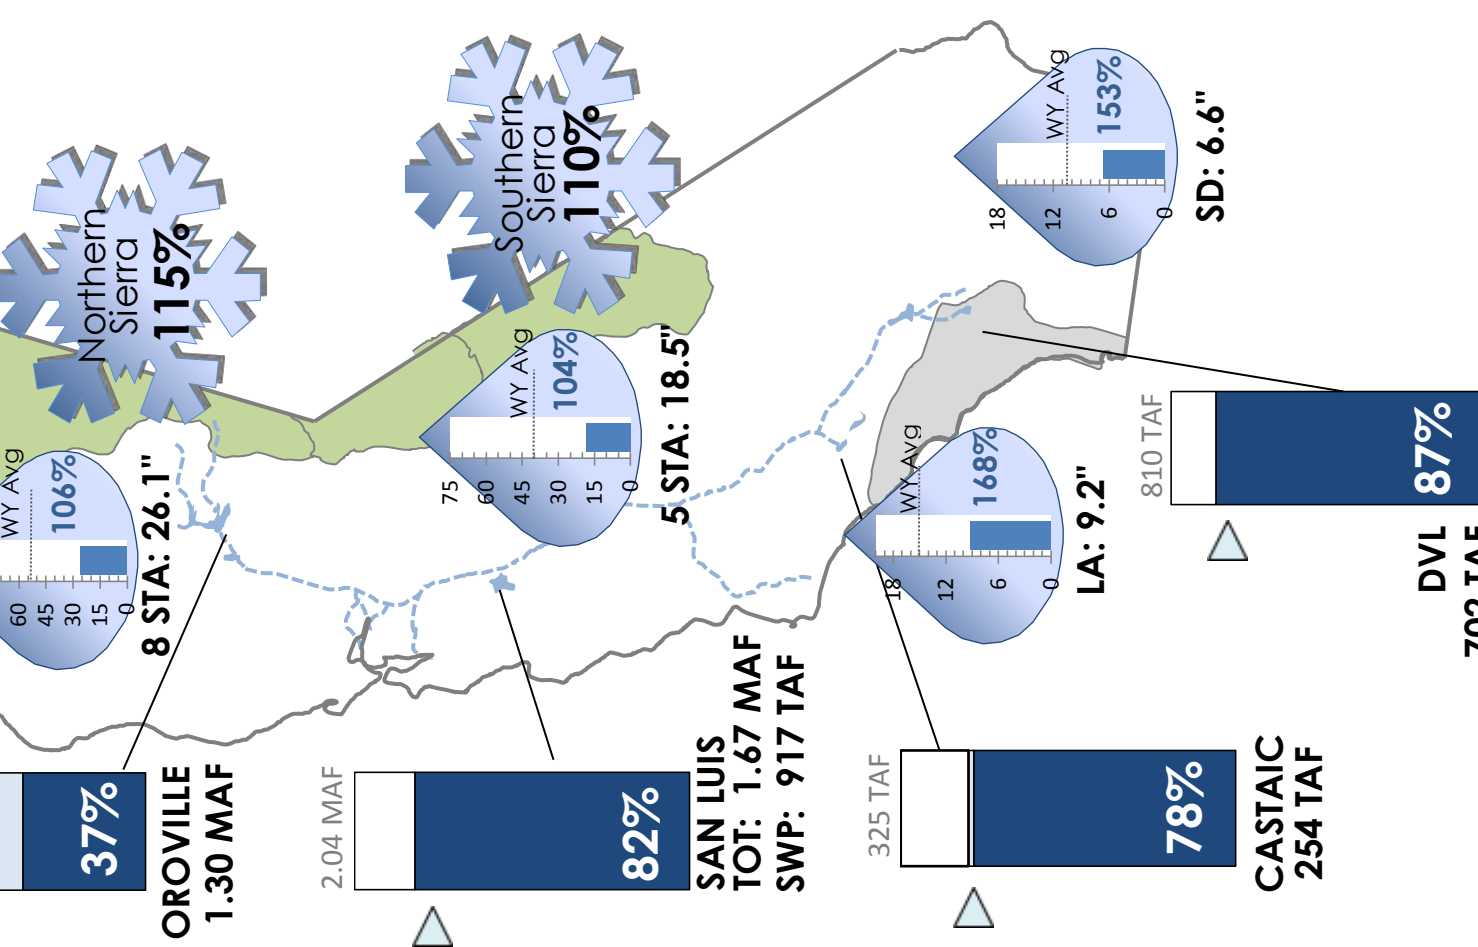 Northern
Sierra
115%
Southern
Sierra
110%
WY Avg
106%
60
45
30
15
0
8 STA: 26.1"
WY Avg
104%
75
60
45
30
15
0
5 STA: 18.5"
WY Avg
153%
18
12
6
0
SD: 6.6"
WY Avg
168%
18
12
6
0
LA: 9.2"
37%
OROVILLE
1.30 MAF
2.04 MAF
82%
SAN LUIS
TOT: 1.67 MAF
SWP: 917 TAF
325 TAF
78%
CASTAIC
254 TAF
810 TAF
87%
DVL